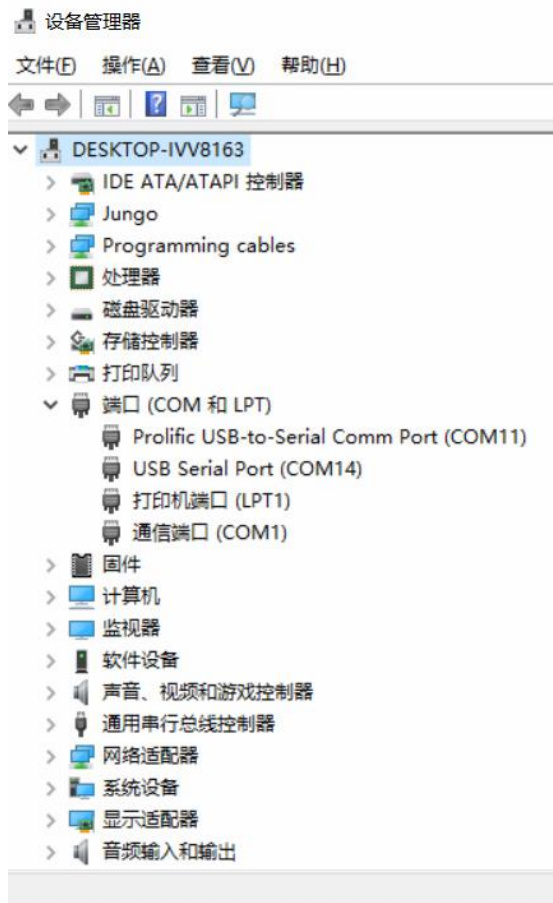 设备管理器
文件(F) 操作(A) 查看(V) 帮助(H)
DESKTOP-IVV8163
IDE ATA/ATAPI 控制器
Jungo
Programming cables
处理器
磁盘驱动器
存储控制器
打印队列
端口 (COM 和 LPT)
Prolific USB-to-Serial Comm Port (COM11)
USB Serial Port (COM14)
打印机端口 (LPT1)
通信端口 (COM1)
固件
计算机
监视器
软件设备
声音、视频和游戏控制器
通用串行总线控制器
网络适配器
系统设备
显示适配器
音频输入和输出